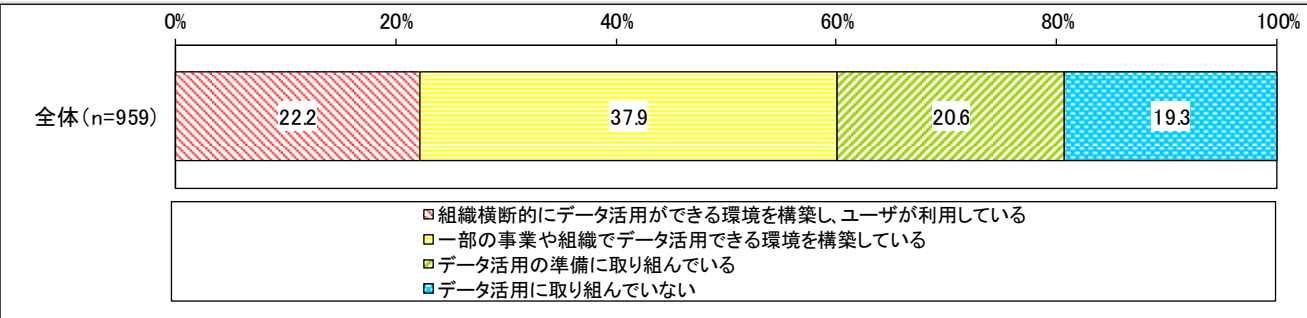 0% 20% 40% 60% 80% 100%
全体(n=959) 22.2 37.9 20.6 19.3
組織横断的にデータ活用ができる環境を構築し、ユーザが利用している
一部の事業や組織でデータ活用できる環境を構築している
データ活用の準備に取り組んでいる
データ活用に取り組んでいない